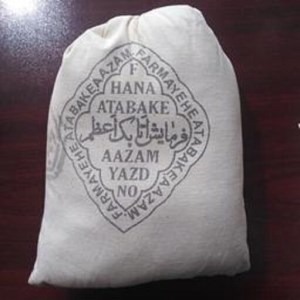 F
HANA
ATABAKE
فرمایش اتابک اعظم
AAZAM
YAZD
NO
FARMAYEHEATABAKEAAZAM.FARMAYEHEATABAKEAAZAM.